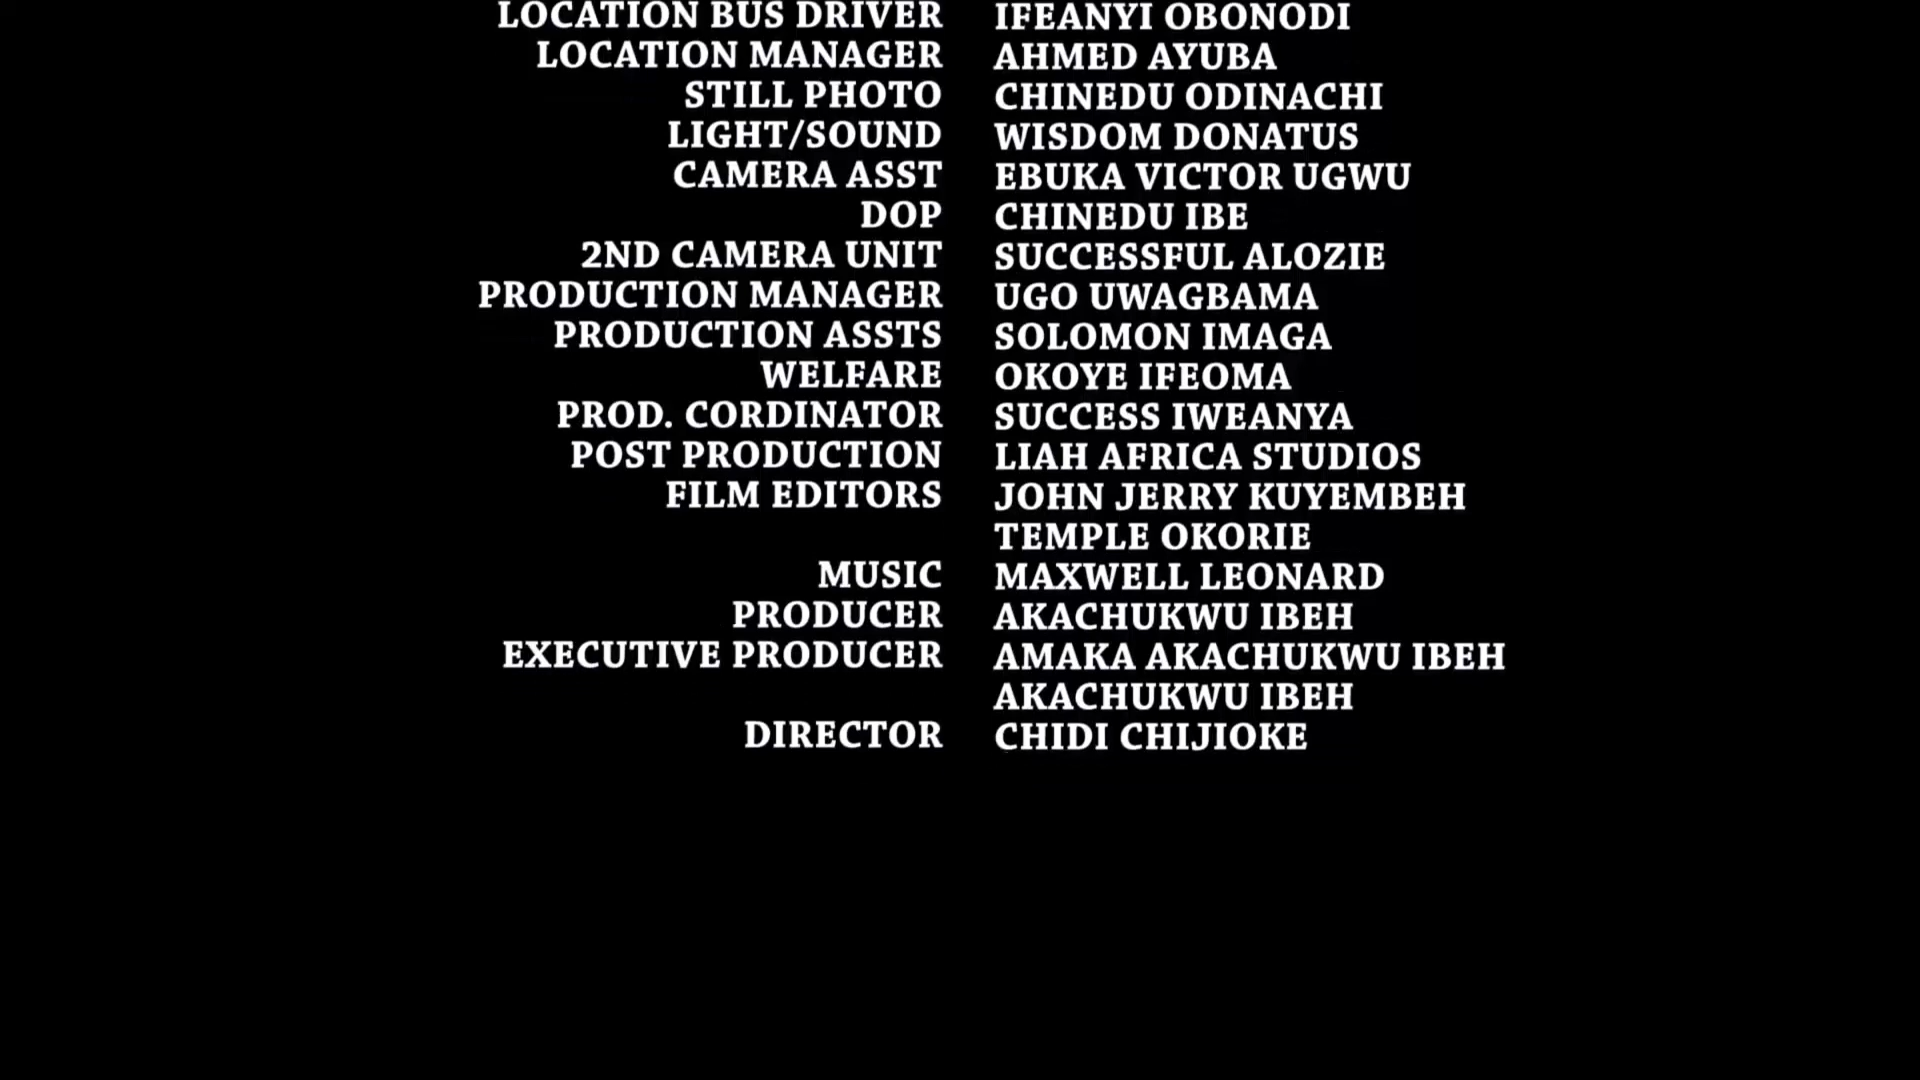 LOCATION BUS DRIVER IFEANYI OBONODI
LOCATION MANAGER AHMED AYUBA
STILL PHOTO CHINEDU ODINACHI
LIGHT/SOUND WISDOM DONATUS
CAMERA ASST EBUKA VICTOR UGWU
DOP CHINEDU IBE
2ND CAMERA UNIT SUCCESSFUL ALOZIE
PRODUCTION MANAGER UGO UWAGBAMA
PRODUCTION ASSTS SOLOMON IMAGA
WELFARE OKOYE IFEOMA
PROD. CORDINATOR SUCCESS IWEANYA
POST PRODUCTION LIAH AFRICA STUDIOS
FILM EDITORS JOHN JERRY KUYEMBEH
TEMPLE OKORIE
MUSIC MAXWELL LEONARD
PRODUCER AKACHUKWU IBEH
EXECUTIVE PRODUCER AMAKA AKACHUKWU IBEH
AKACHUKWU IBEH
DIRECTOR CHIDI CHIJIOKE